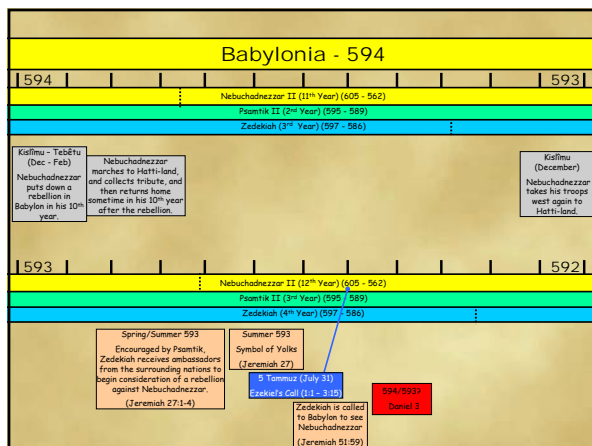 Babylonia - 594
594
593
Nebuchadnezzar II (11th Year) (605 - 562)
Psamtik II (2nd Year) (595 - 589)
Zedekiah (3rd Year) (597 - 586)
Kislîmu – Tebêtu
(Dec - Feb)
Nebuchadnezzar
puts down a
rebellion in
Babylon in his 10th
year.
Nebuchadnezzar
marches to Hatti-land,
and collects tribute, and
then returns home
sometime in his 10th year
after the rebellion.
Kislîmu
(December)
Nebuchadnezzar
takes his troops
west again to
Hatti-land.
593
592
Nebuchadnezzar II (12th Year) (605 - 562)
Psamtik II (3rd Year) (595 - 589)
Zedekiah (4th Year) (597 - 586)
Spring/Summer 593
Encouraged by Psamtik,
Zedekiah receives ambassadors
from the surrounding nations to
begin consideration of a rebellion
against Nebuchadnezzar.
(Jeremiah 27:1-4)
Summer 593
Symbol of Yolks
(Jeremiah 27)
5 Tammuz (July 31)
Ezekiel's Call (1:1 – 3:15)
Zedekiah is called
to Babylon to see
Nebuchadnezzar
(Jeremiah 51:59)
594/593?
Daniel 3